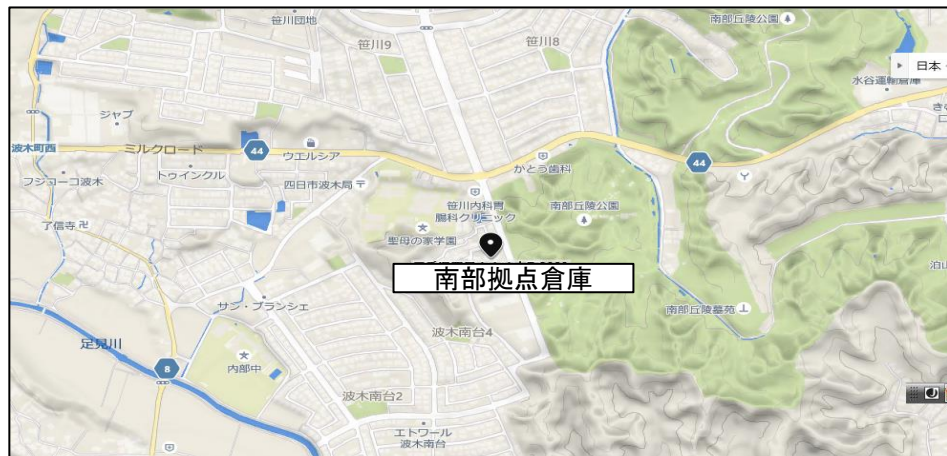 笹川団地
南部丘陵公園
笹川9
笹川8
日本
水谷運輸倉庫
ジャブ
波木町西
ミルクロード
44
ウエルシア
かとう歯科
44
フジョーコ波木
トゥインクル
四日市波木局
笹川内科胃
腸科クリニック
南部丘陵公園
了信寺
聖母の家学園
泊山
南部拠点倉庫
サン・ブランシェ
南部丘陵墓苑
足見川
波木南台4
8
内部中
波木南台2
エトワール
波木南台